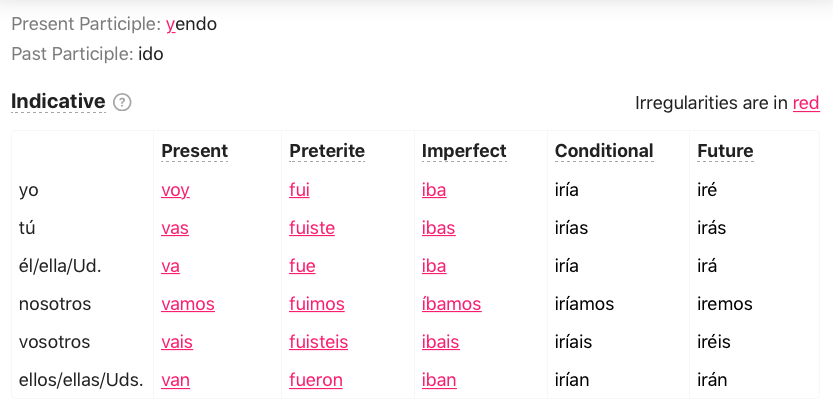 Present Participle: yendo
Past Participle: ido
Indicative ?
Irregularities are in red
Present Preterite Imperfect Conditional Future
yo voy fui iba iría iré
tú vas fuiste ibas irías irás
él/ella/Ud. va fue iba iría irá
nosotros vamos fuimos íbamos iríamos iremos
vosotros vais fuisteis ibais iríais iréis
ellos/ellas/Uds. van fueron iban irían irán